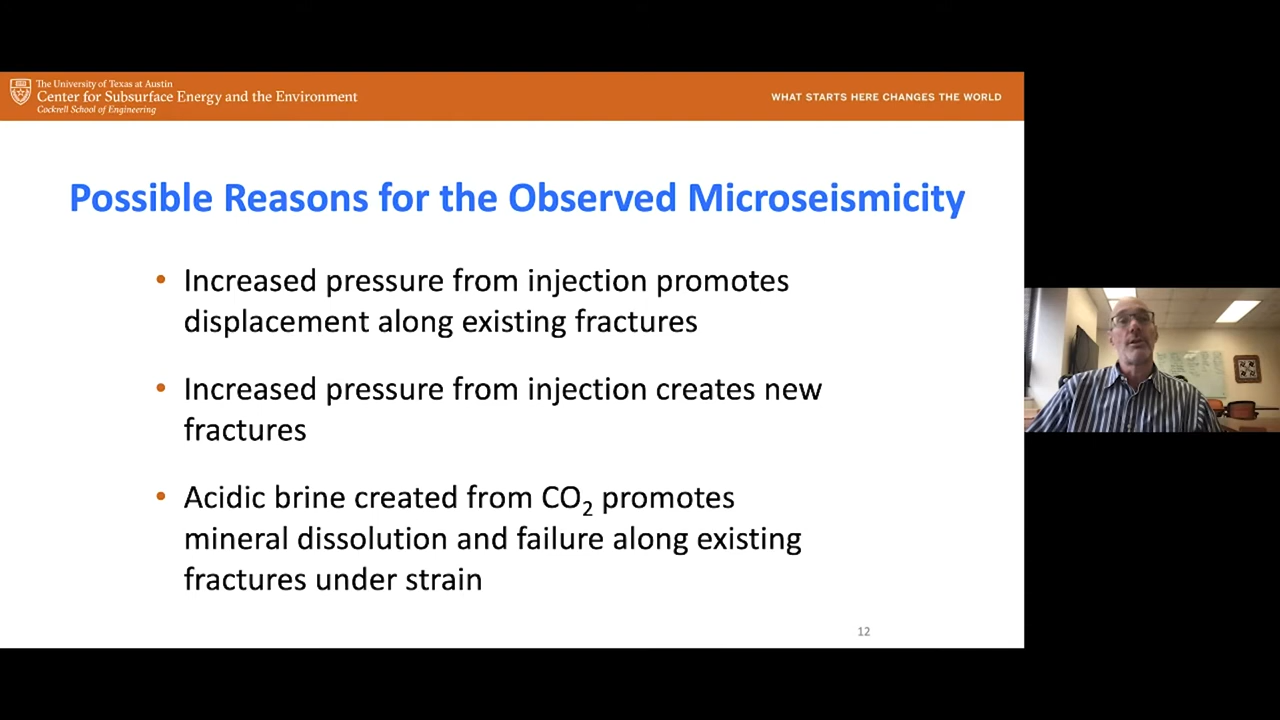 The University of Texas at Austin
Center for Subsurface Energy and the Environment
Cockrell School of Engineering
WHAT STARTS HERE CHANGES THE WORLD
Possible Reasons for the Observed Microseismicity
• Increased pressure from injection promotes
displacement along existing fractures
• Increased pressure from injection creates new
fractures
• Acidic brine created from CO₂ promotes
mineral dissolution and failure along existing
fractures under strain
12